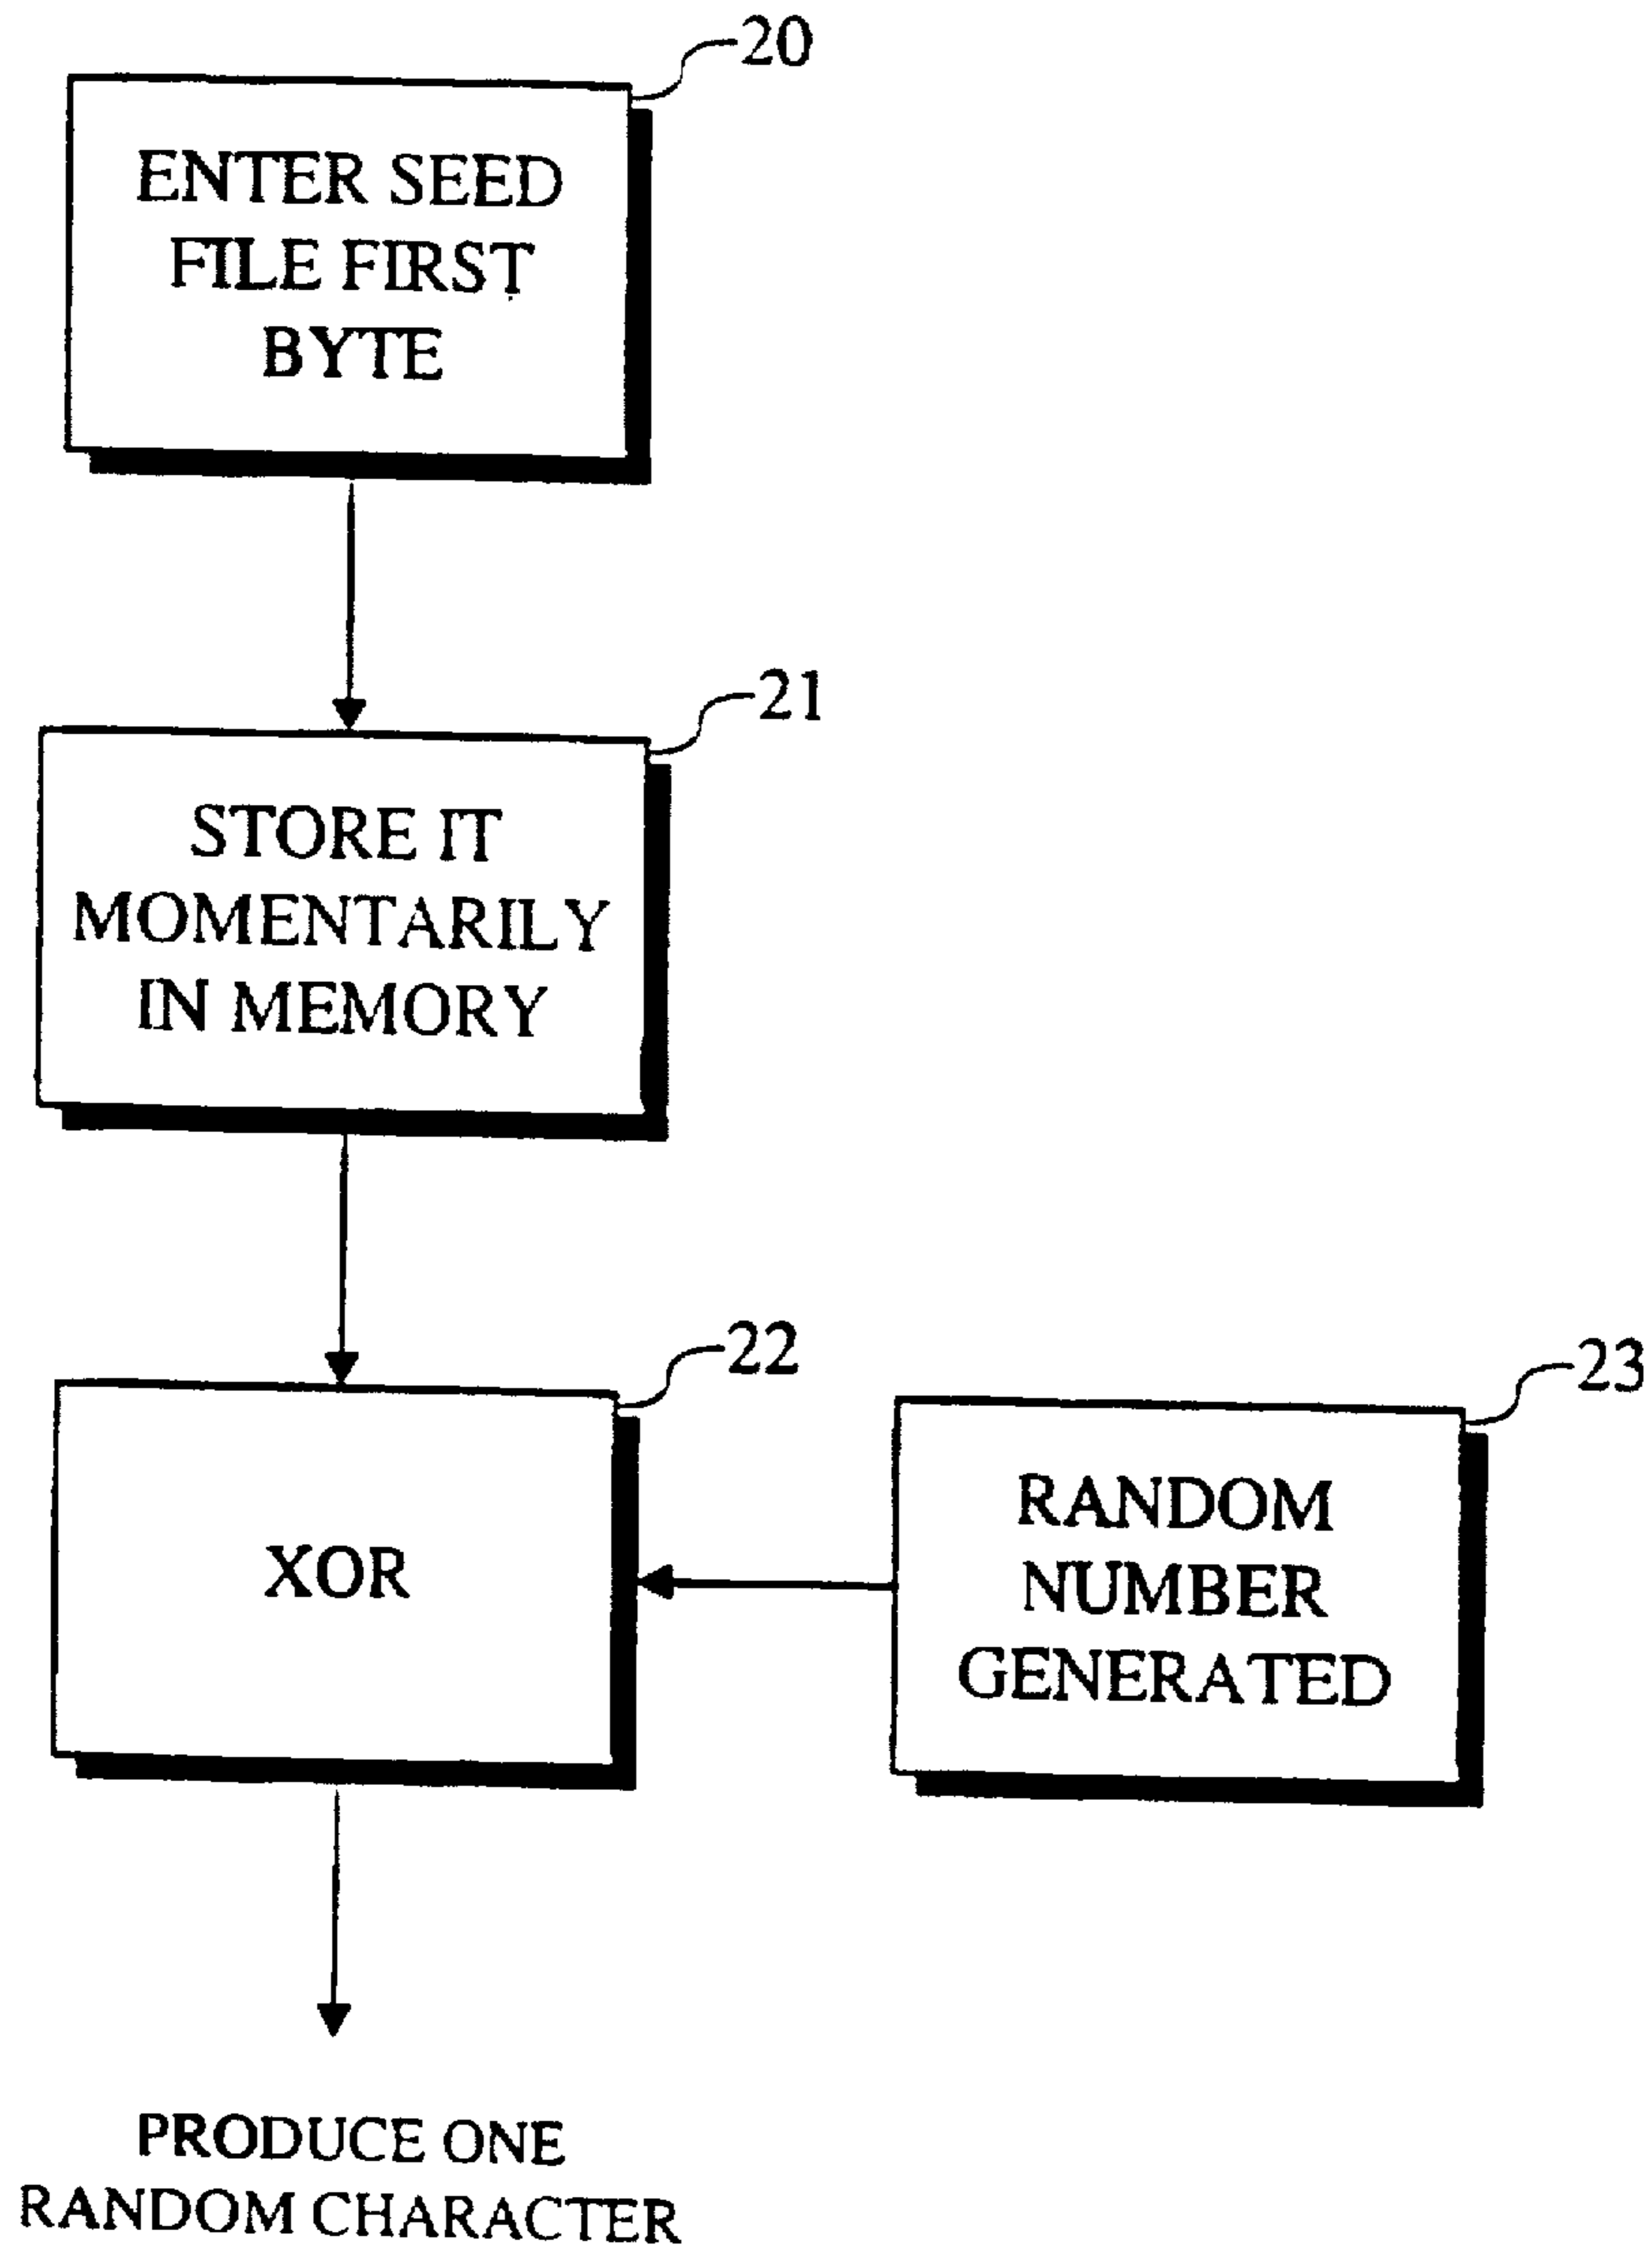 20
ENTER SEED
FILE FIRST
BYTE
21
STORE IT
MOMENTARILY
IN MEMORY
22
XOR
23
RANDOM
NUMBER
GENERATED
PRODUCE ONE
RANDOM CHARACTER